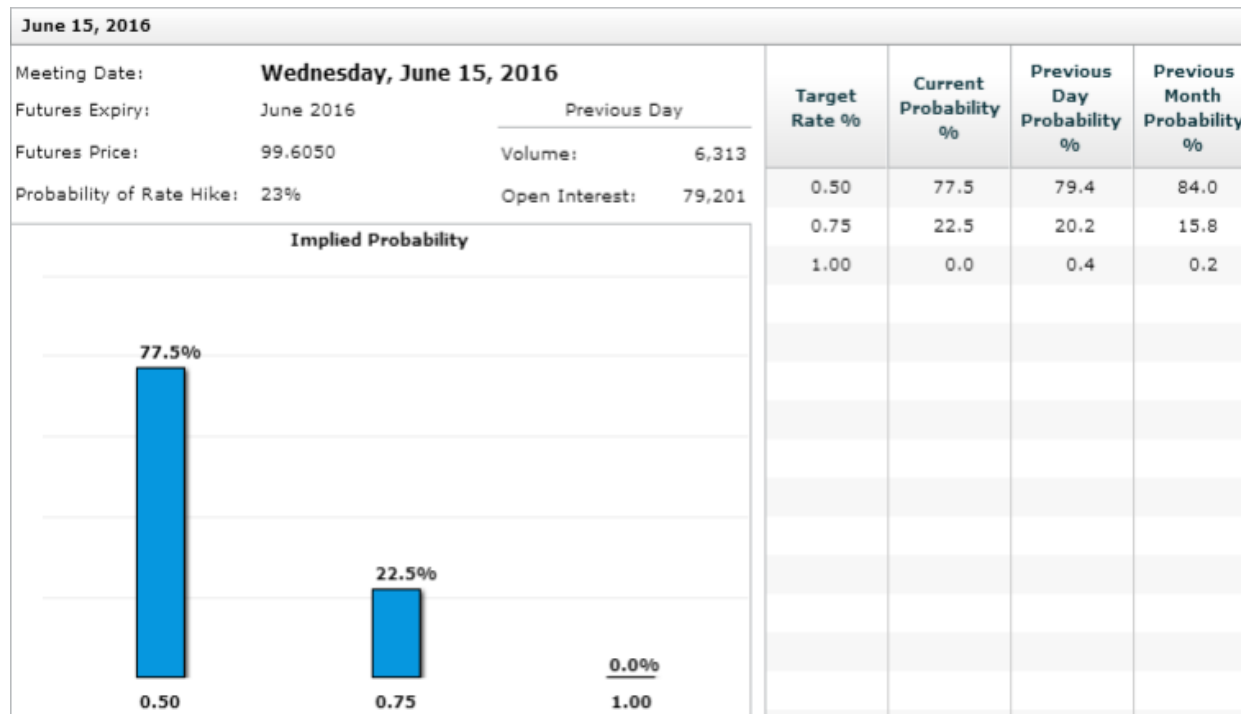 June 15, 2016
Meeting Date: Wednesday, June 15, 2016
Futures Expiry: June 2016 Previous Day
Futures Price: 99.6050 Volume: 6,313
Probability of Rate Hike: 23% Open Interest: 79,201
Implied Probability
77.5%
22.5%
0.0%
0.50 0.75 1.00
Target Rate %
Current Probability %
Previous Day Probability %
Previous Month Probability %
0.50 77.5 79.4 84.0
0.75 22.5 20.2 15.8
1.00 0.0 0.4 0.2